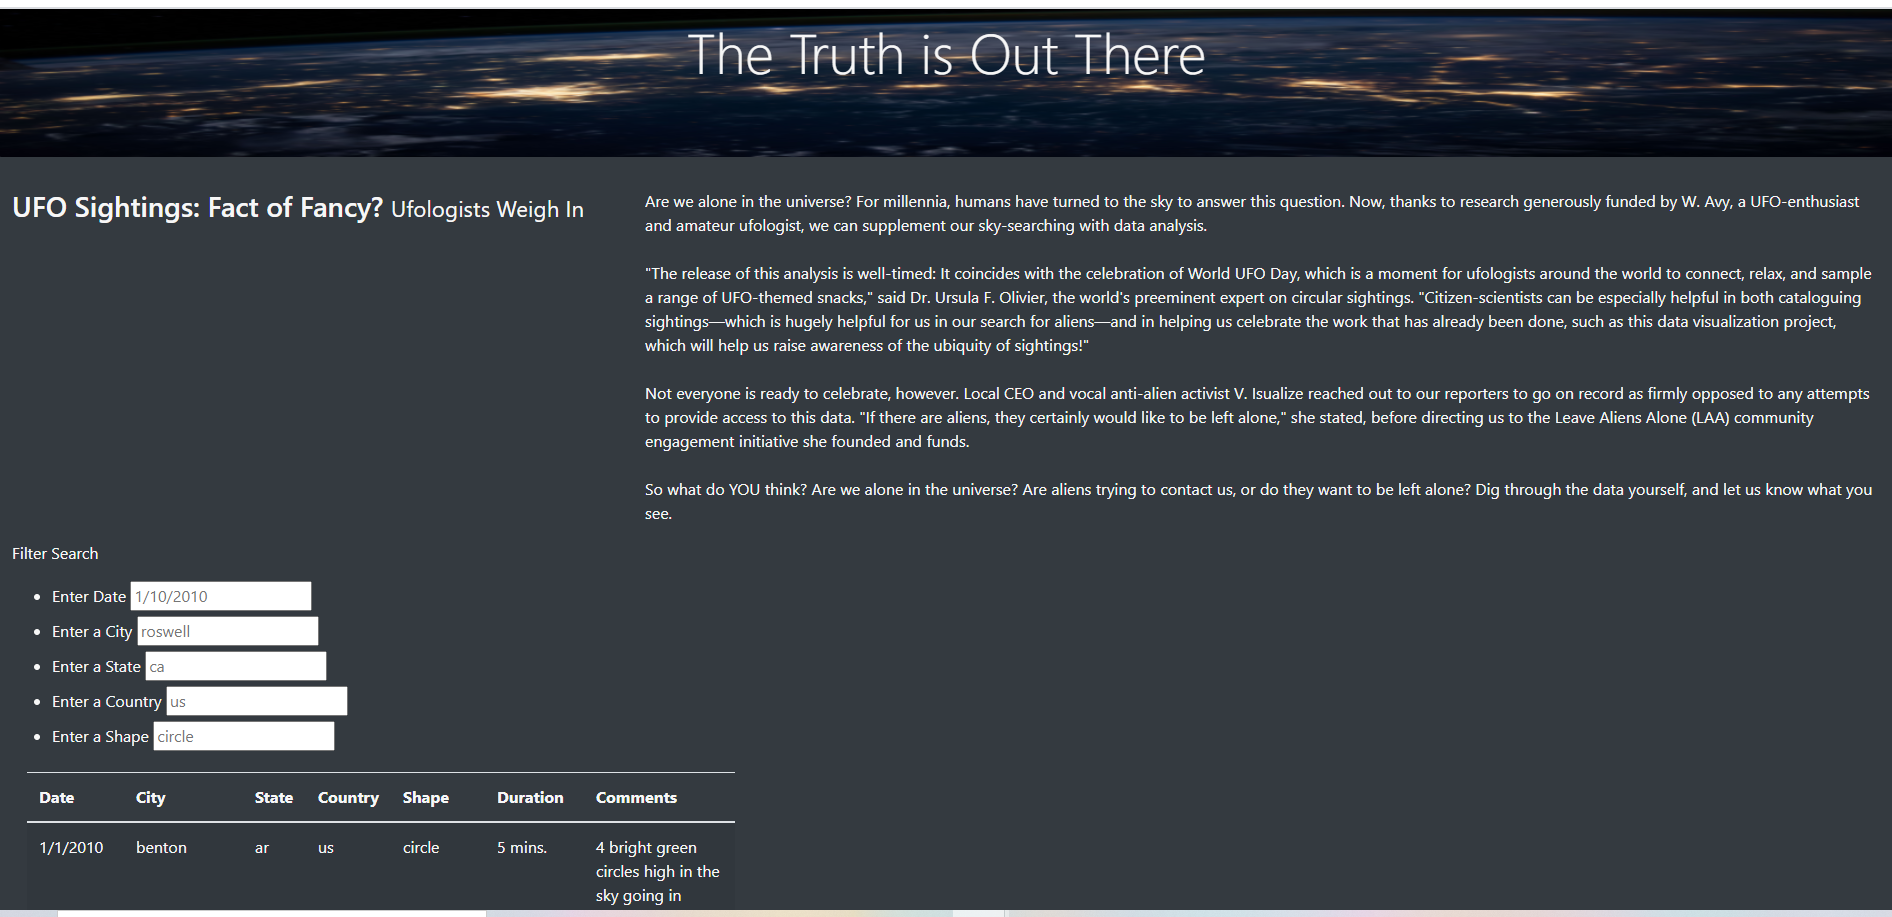 The Truth is Out There
UFO Sightings: Fact of Fancy? Ufologists Weigh In
Are we alone in the universe? For millennia, humans have turned to the sky to answer this question. Now, thanks to research generously funded by W. Avy, a UFO-enthusiast
and amateur ufologist, we can supplement our sky-searching with data analysis.
"The release of this analysis is well-timed: It coincides with the celebration of World UFO Day, which is a moment for ufologists around the world to connect, relax, and sample
a range of UFO-themed snacks," said Dr. Ursula F. Olivier, the world's preeminent expert on circular sightings. "Citizen-scientists can be especially helpful in both cataloguing
sightings—which is hugely helpful for us in our search for aliens—and in helping us celebrate the work that has already been done, such as this data visualization project,
which will help us raise awareness of the ubiquity of sightings!"
Not everyone is ready to celebrate, however. Local CEO and vocal anti-alien activist V. Isualize reached out to our reporters to go on record as firmly opposed to any attempts
to provide access to this data. "If there are aliens, they certainly would like to be left alone," she stated, before directing us to the Leave Aliens Alone (LAA) community
engagement initiative she founded and funds.
So what do YOU think? Are we alone in the universe? Are aliens trying to contact us, or do they want to be left alone? Dig through the data yourself, and let us know what you
see.
Filter Search
• Enter Date 1/10/2010
• Enter a City roswell
• Enter a State ca
• Enter a Country us
• Enter a Shape circle
Date City State Country Shape Duration Comments
1/1/2010 benton ar us circle 5 mins. 4 bright green
circles high in the
sky going in